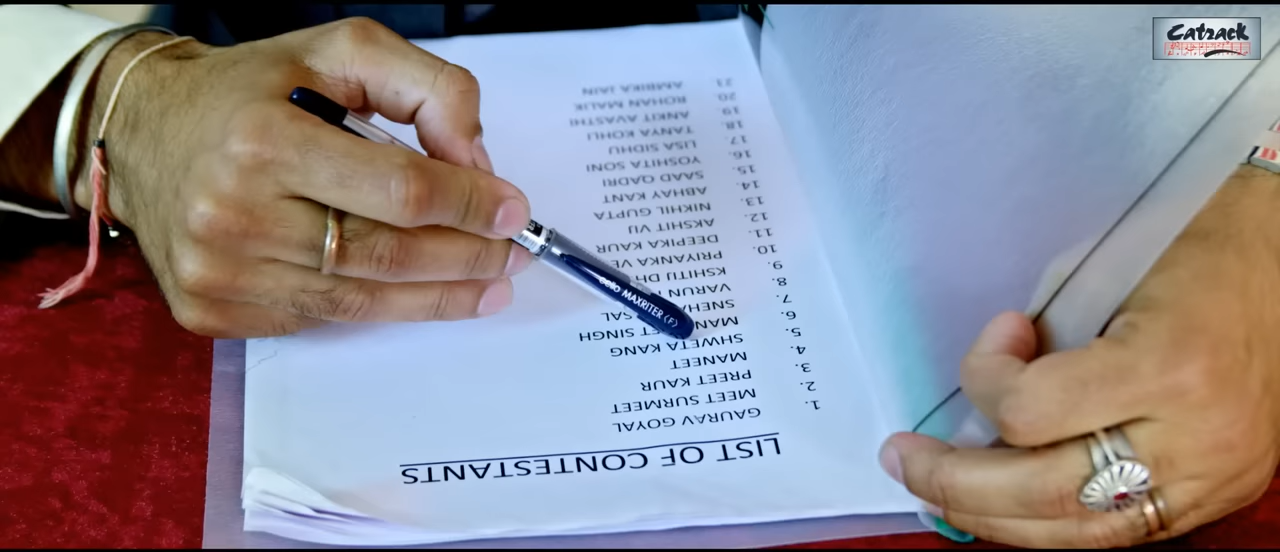 Catrack
LIST OF CONTESTANTS
1. GAURAV GOYAL
2. MEET SURMEET
3. PREET KAUR
4. MANEET
5. SHWETA KANG
6. SINGH
7. SNEHA
8. VARUN
9. KSHITIJ
10. PRIYANKA
11. DEEPIKA KAUR
12. AKSHIT VIJ
13. NIKHIL GUPTA
14. ABHAY KANT
15. SAAD QADRI
16. YOSHITA SONI
17. LISA SIDHU
18. TANYA KOHLI
19. ANKIT AVASTHI
20. ROHAN MALIK
21. AMBIKA JAIN
cello MAXRITER (F)